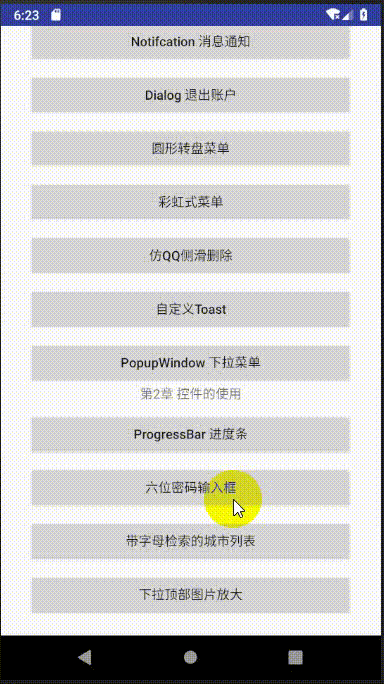 6:23
Notifcation 消息通知
Dialog 退出账户
圆形转盘菜单
彩虹式菜单
仿QQ侧滑删除
自定义Toast
PopupWindow 下拉菜单
第2章 控件的使用
ProgressBar 进度条
六位密码输入框
带字母检索的城市列表
下拉顶部图片放大